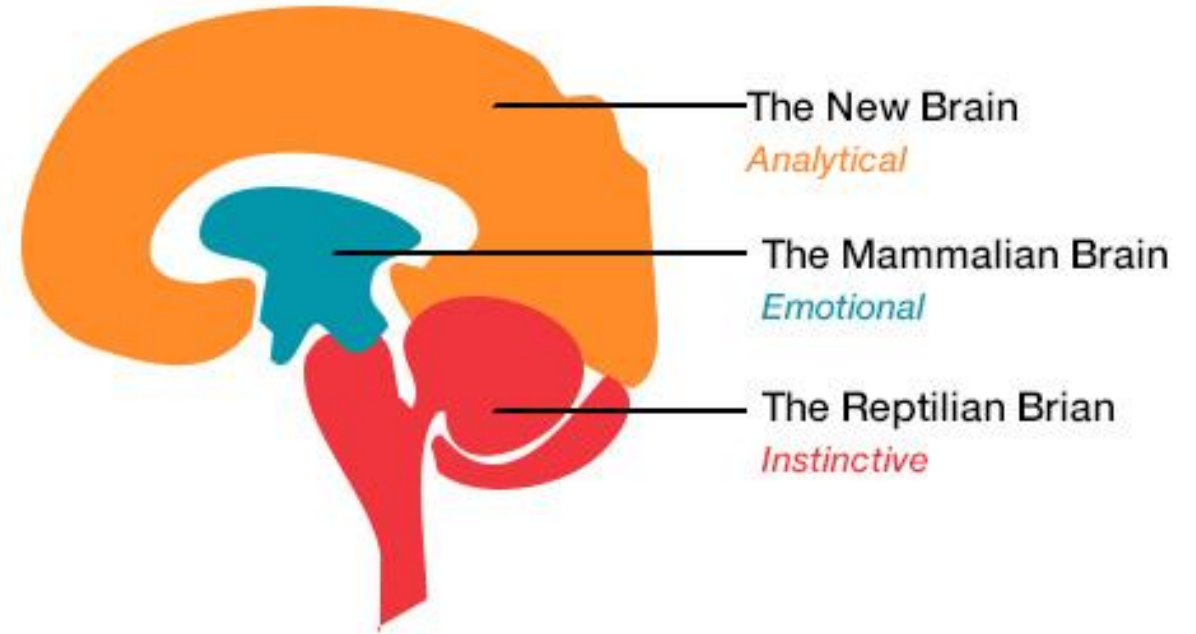 The New Brain
Analytical
The Mammalian Brain
Emotional
The Reptilian Brian
Instinctive